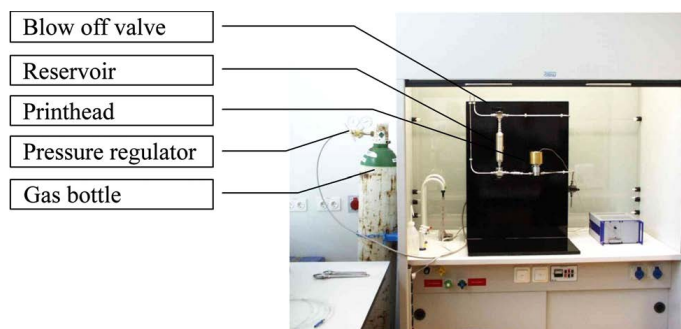 Blow off valve
Reservoir
Printhead
Pressure regulator
Gas bottle